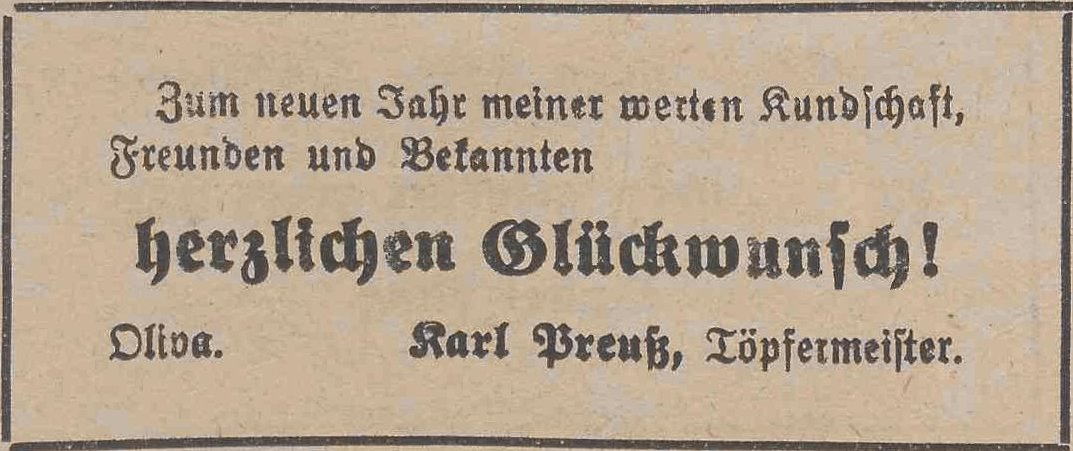 Zum neuen Jahr meiner werten Kundschaft,
Freunden und Bekannten
herzlichen Glückwunsch!
Oliva. Karl Preuß, Töpfermeister.